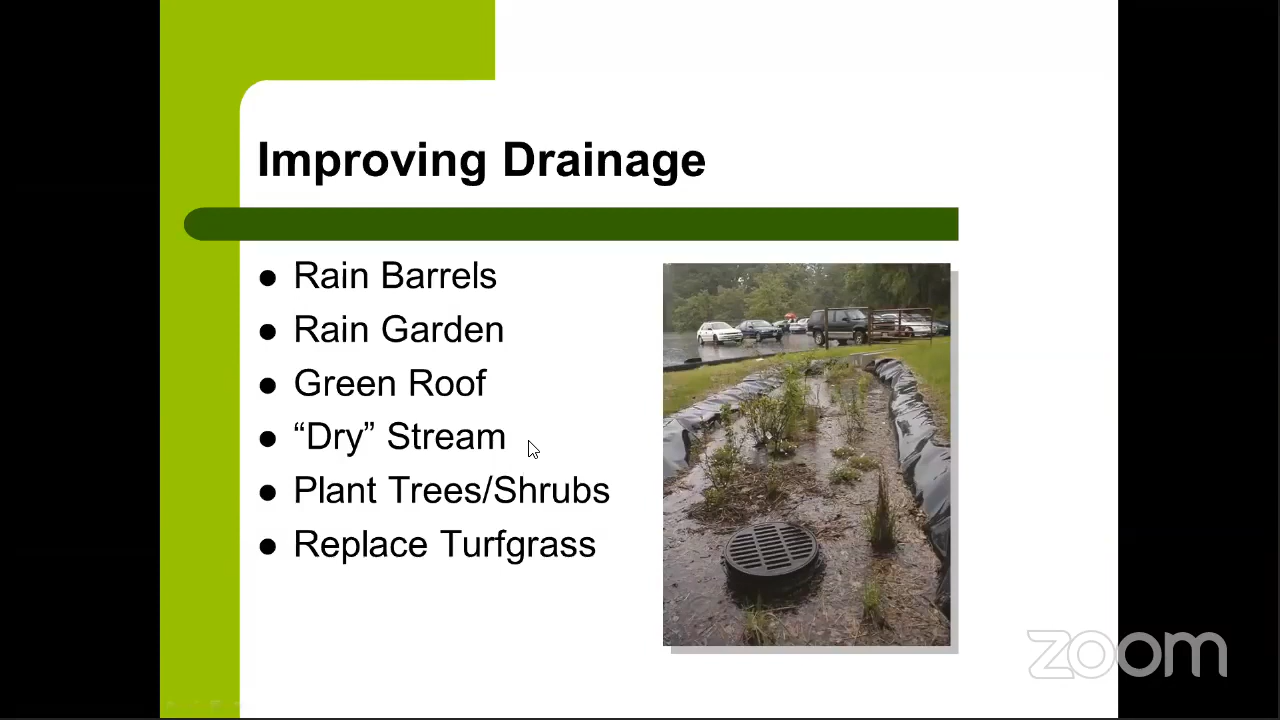 Improving Drainage
Rain Barrels
Rain Garden
Green Roof
“Dry” Stream
Plant Trees/Shrubs
Replace Turfgrass
zoom